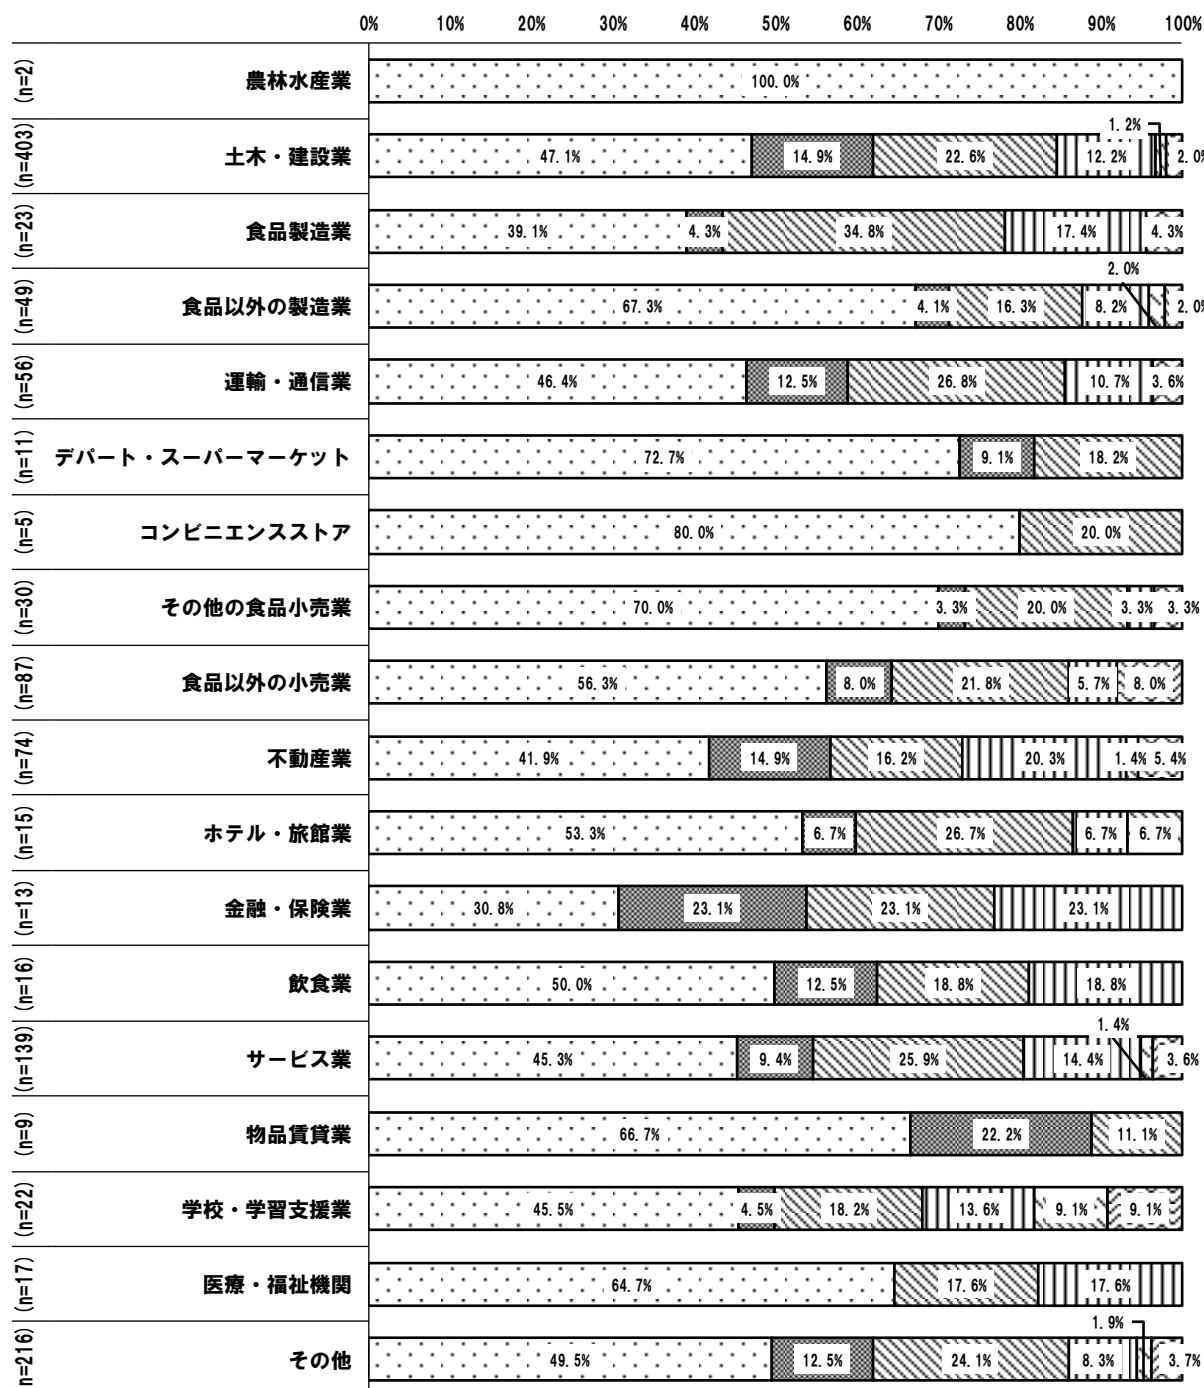 0% 10% 20% 30% 40% 50% 60% 70% 80% 90% 100%
(n=2) 農林水産業 100.0%
1.2%
(n=403) 土木・建設業 47.1% 14.9% 22.6% 12.2% 2.0%
(n=23) 食品製造業 39.1% 4.3% 34.8% 17.4% 4.3%
2.0%
(n=49) 食品以外の製造業 67.3% 4.1% 16.3% 8.2% 2.0%
(n=56) 運輸・通信業 46.4% 12.5% 26.8% 10.7% 3.6%
(n=11) デパート・スーパーマーケット 72.7% 9.1% 18.2%
(n=5) コンビニエンスストア 80.0% 20.0%
(n=30) その他の食品小売業 70.0% 3.3% 20.0% 3.3% 3.3%
(n=87) 食品以外の小売業 56.3% 8.0% 21.8% 5.7% 8.0%
(n=74) 不動産業 41.9% 14.9% 16.2% 20.3% 1.4% 5.4%
(n=15) ホテル・旅館業 53.3% 6.7% 26.7% 6.7% 6.7%
(n=13) 金融・保険業 30.8% 23.1% 23.1% 23.1%
(n=16) 飲食業 50.0% 12.5% 18.8% 18.8%
1.4%
(n=139) サービス業 45.3% 9.4% 25.9% 14.4% 3.6%
(n=9) 物品賃貸業 66.7% 22.2% 11.1%
(n=22) 学校・学習支援業 45.5% 4.5% 18.2% 13.6% 9.1% 9.1%
(n=17) 医療・福祉機関 64.7% 17.6% 17.6%
1.9%
n=216) その他 49.5% 12.5% 24.1% 8.3% 3.7%